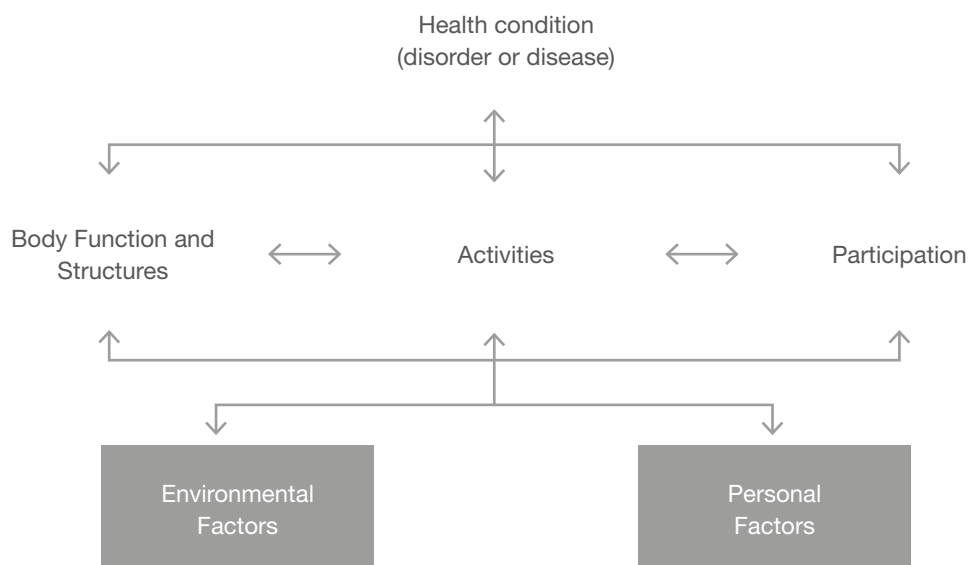 Health condition
(disorder or disease)
Body Function and
Structures
Activities
Participation
Environmental
Factors
Personal
Factors